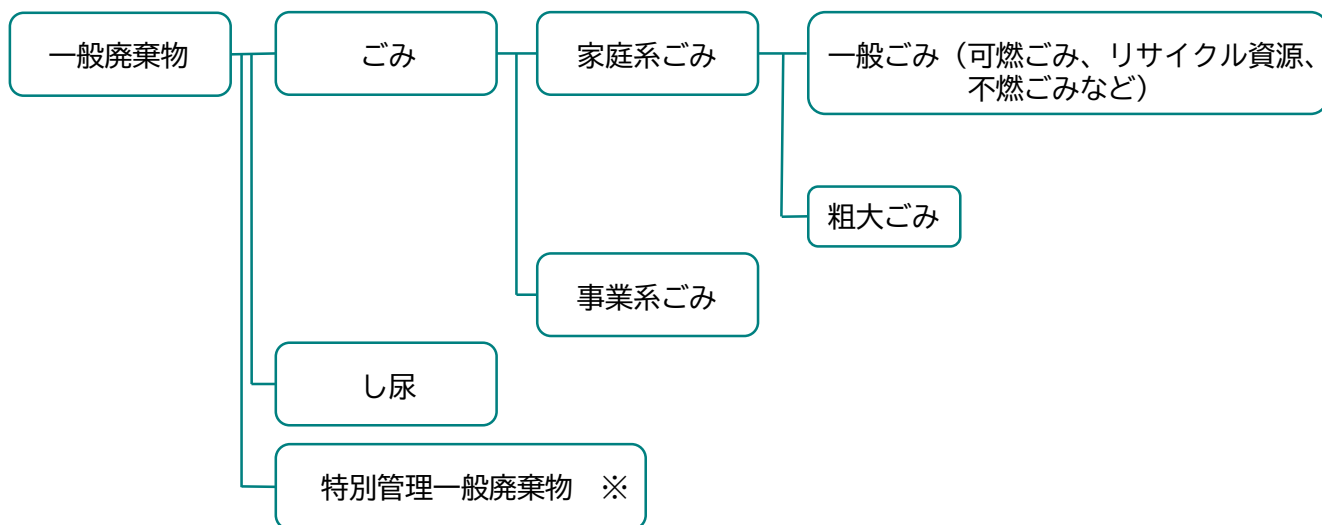 一般廃棄物
ごみ
家庭系ごみ
一般ごみ（可燃ごみ、リサイクル資源、
不燃ごみなど）
粗大ごみ
事業系ごみ
し尿
特別管理一般廃棄物　※